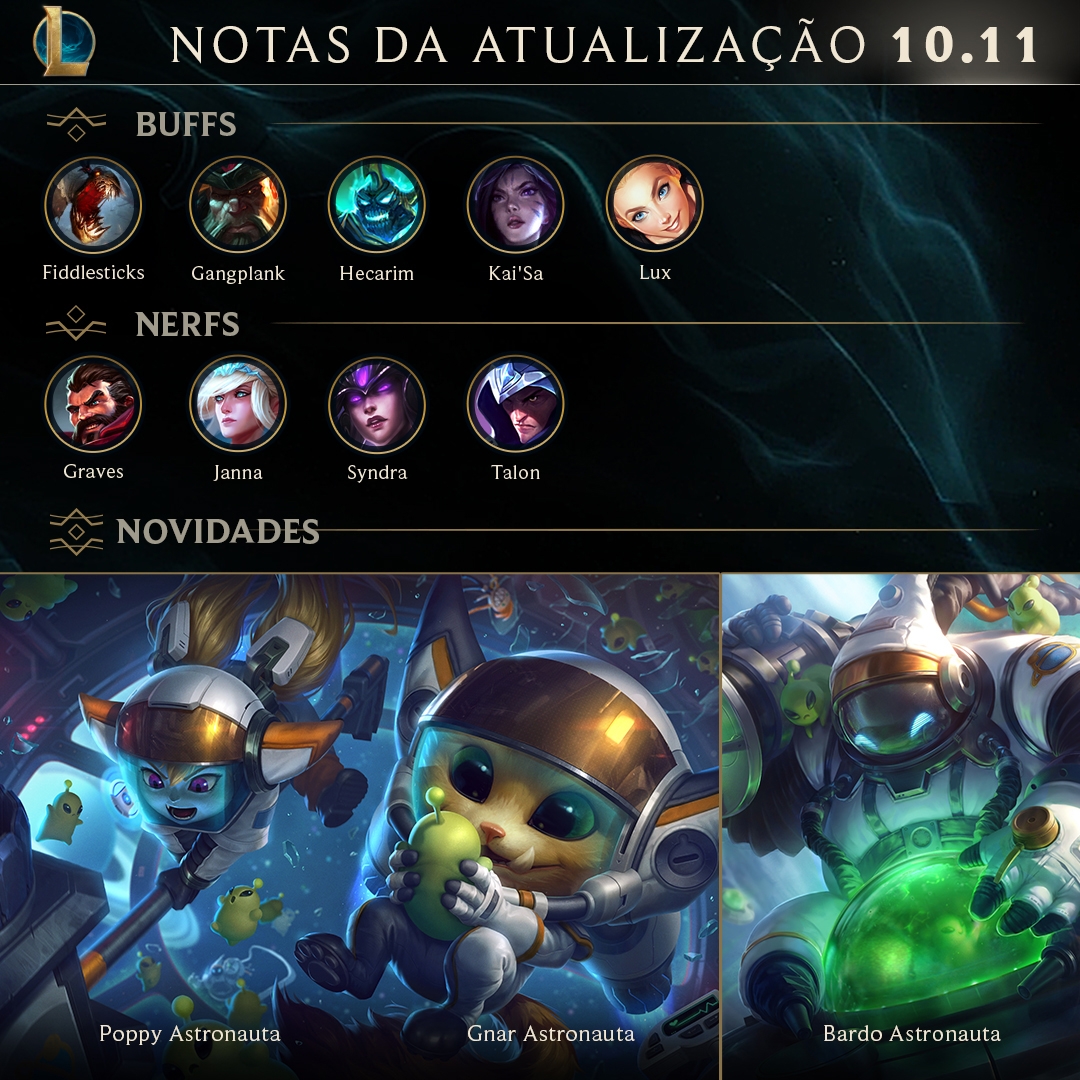 NOTAS DA ATUALIZAÇÃO 10.11
BUFFS
Fiddlesticks Gangplank Hecarim Kai'Sa Lux
NERFS
Graves Janna Syndra Talon
NOVIDADES
Poppy Astronauta Gnar Astronauta Bardo Astronauta